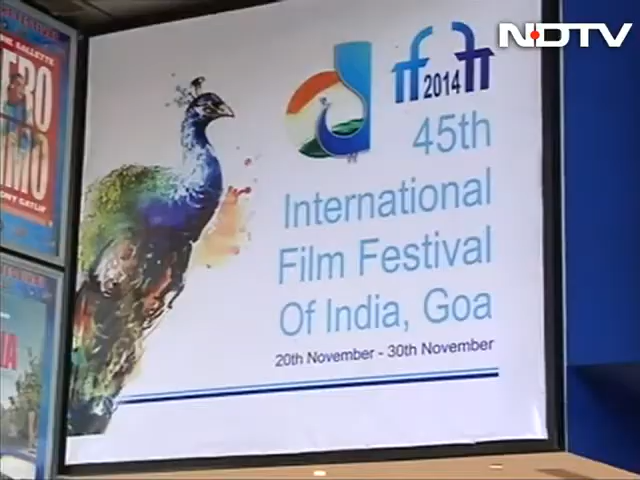 NDTV
iffi
2014
45th
International
Film Festival
Of India, Goa
20th November - 30th November